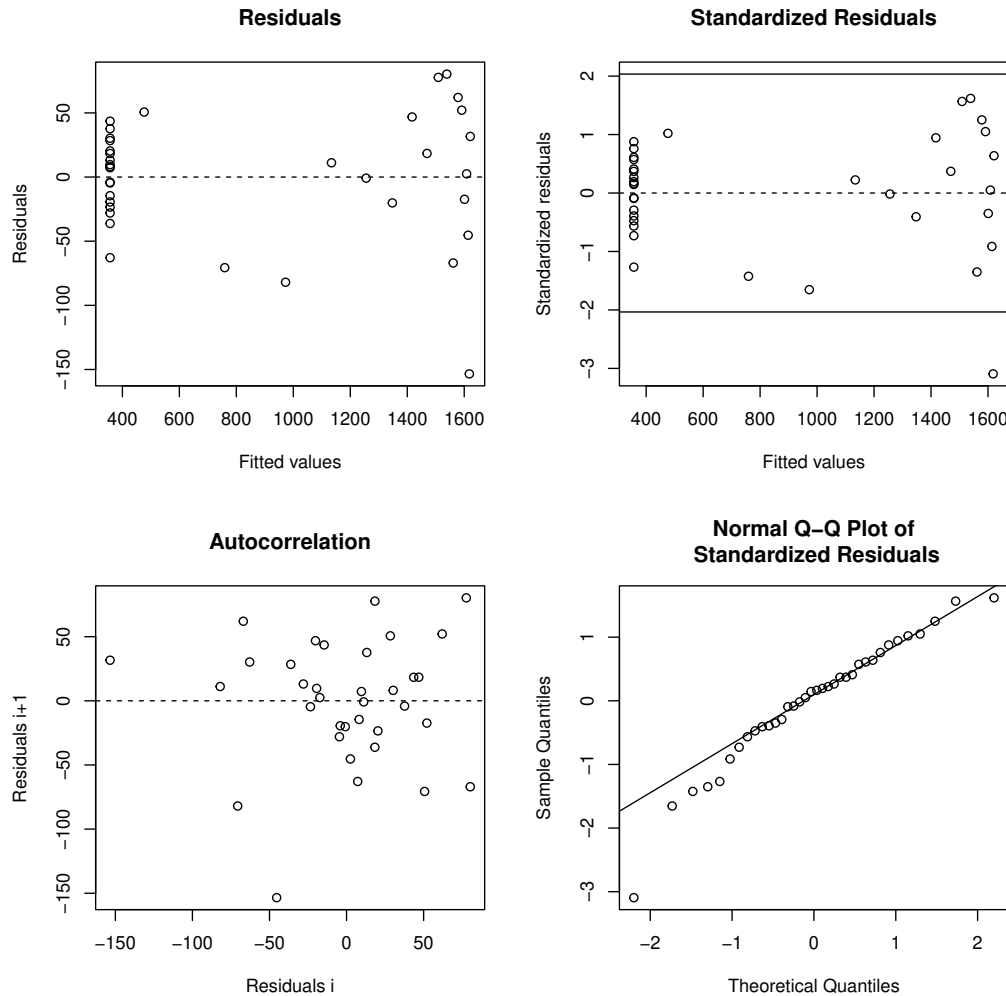 Residuals
Residuals
50
0
−50
−100
−150
400 600 800 1000 1200 1400 1600
Fitted values
Standardized Residuals
Standardized residuals
2
1
0
−1
−2
−3
400 600 800 1000 1200 1400 1600
Fitted values
Autocorrelation
Residuals i+1
50
0
−50
−100
−150
−150 −100 −50 0 50
Residuals i
Normal Q−Q Plot of
Standardized Residuals
Sample Quantiles
1
0
−1
−2
−3
−2 −1 0 1 2
Theoretical Quantiles